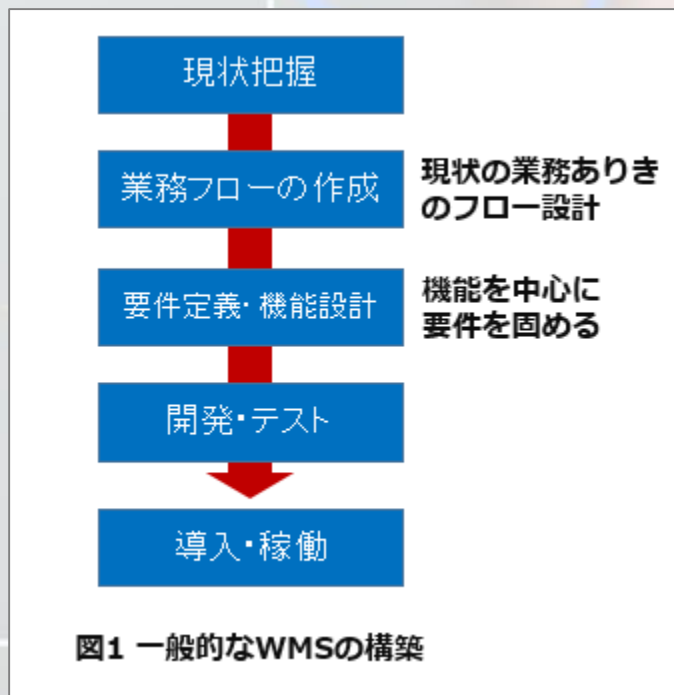 現状把握
業務フローの作成
現状の業務ありき
のフロー設計
要件定義・機能設計
機能を中心に
要件を固める
開発・テスト
導入・稼働
図1 一般的なWMSの構築